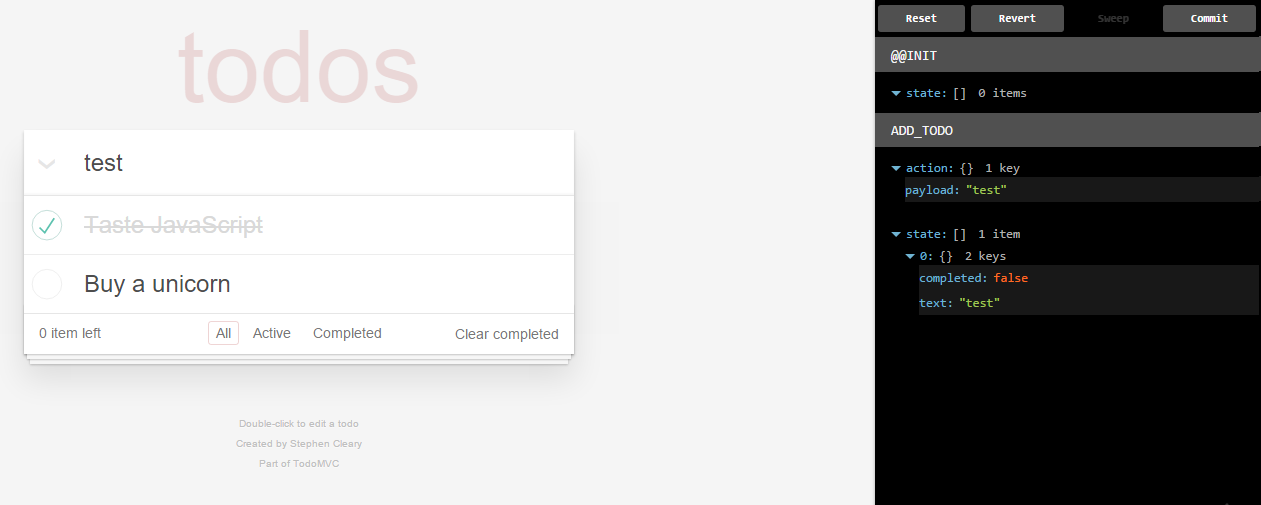 todos
test
Taste JavaScript
Buy a unicorn
0 item left All Active Completed Clear completed
Double-click to edit a todo
Created by Stephen Cleary
Part of TodoMVC
Reset Revert Sweep Commit
@@INIT
state: [] 0 items
ADD_TODO
action: {} 1 key
payload: "test"
state: [] 1 item
0: {} 2 keys
completed: false
text: "test"